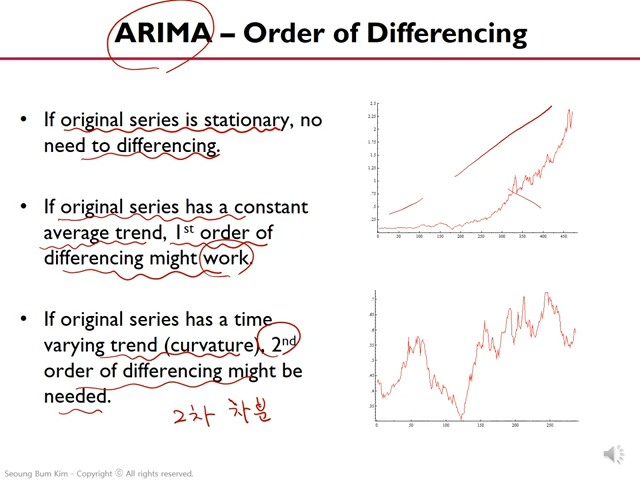 ARIMA – Order of Differencing
• If original series is stationary, no
need to differencing.
• If original series has a constant
average trend, 1st order of
differencing might work.
• If original series has a time
varying trend (curvature), 2nd
order of differencing might be
needed.
2차 차분
2.5
2.25
2
1.75
1.5
1.25
1
.75
.5
.25
0 50 100 150 200 250 300 350 400 450
.7
.65
.6
.55
.5
.45
.4
.35
0 50 100 150 200 250
Seoung Bum Kim - Copyright ⓒ All rights reserved.